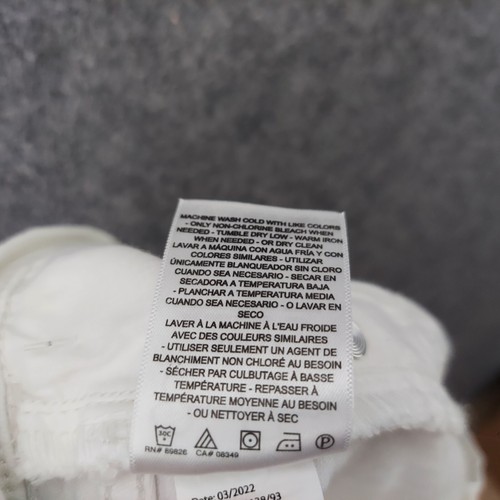 MACHINE WASH COLD WITH LIKE COLORS
- ONLY NON-CHLORINE BLEACH WHEN
NEEDED - TUMBLE DRY LOW - WARM IRON
WHEN NEEDED - OR DRY CLEAN
LAVAR A MÁQUINA CON AGUA FRÍA Y CON
COLORES SIMILARES - UTILIZAR
ÚNICAMENTE BLANQUEADOR SIN CLORO
CUANDO SEA NECESARIO - SECAR EN
SECADORA A TEMPERATURA BAJA
- PLANCHAR A TEMPERATURA MEDIA
CUANDO SEA NECESARIO - O LAVAR EN
SECO
LAVER À LA MACHINE À L'EAU FROIDE
AVEC DES COULEURS SIMILAIRES
- UTILISER SEULEMENT UN AGENT DE
BLANCHIMENT NON CHLORÉ AU BESOIN
- SÉCHER PAR CULBUTAGE À BASSE
TEMPÉRATURE - REPASSER À
TEMPÉRATURE MOYENNE AU BESOIN
- OU NETTOYER À SEC
30C P
RN# 69826 CA# 08349
Date: 03/2022